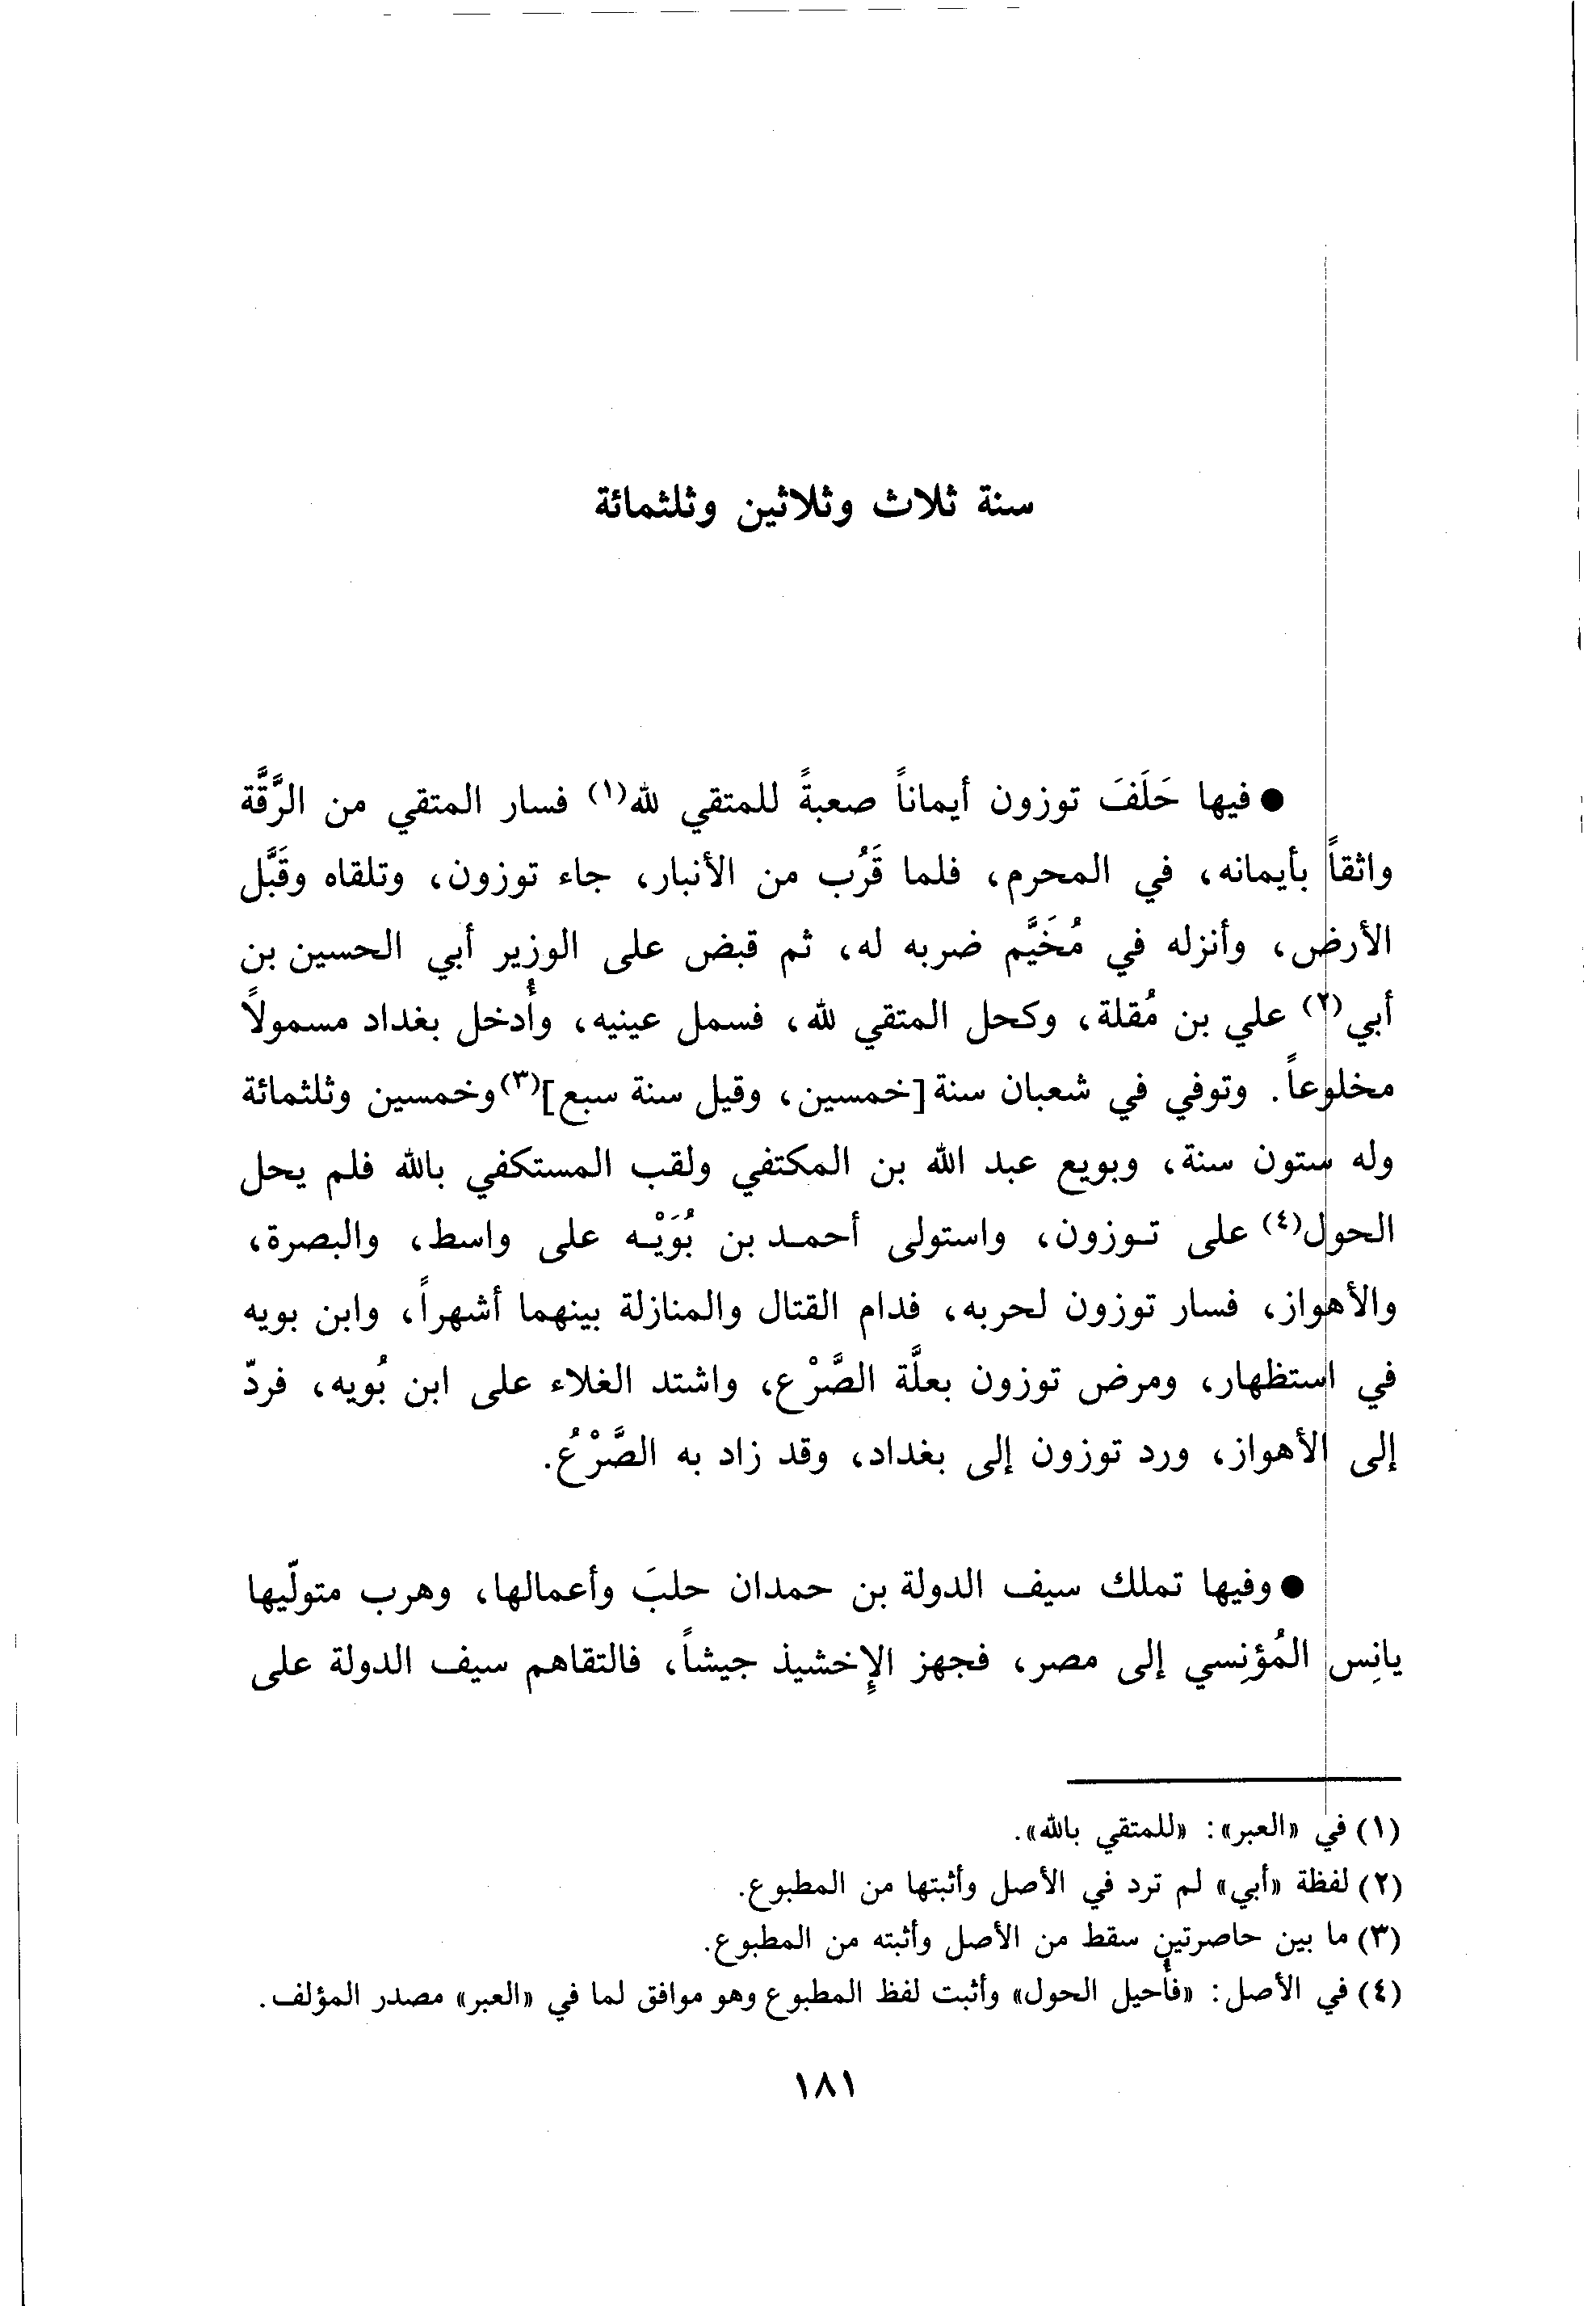 سنة ثلاث وثلاثين وثلثمائة
● فيها حَلَفَ توزون أيماناً صعبةً للمتقي لله(١) فسار المتقي من الرَّقَّة
واثقاً بأيمانه، في المحرم، فلما قَرُب من الأنبار، جاء توزون، وتلقاه وقَبَّل
الأرض، وأنزله في مُخَيَّم ضربه له، ثم قبض على الوزير أبي الحسين بن
أبي(٢) علي بن مُقلة، وكحل المتقي لله، فسمل عينيه، وأُدخل بغداد مسمولاً
مخلوعاً. وتوفي في شعبان سنة [خمسين، وقيل سنة سبع](٣) وخمسين وثلثمائة
وله ستون سنة، وبويع عبد الله بن المكتفي ولقب المستكفي بالله فلم يحل
الحول(٤) على تـوزون، واستولى أحمـد بن بُوَيْـه على واسط، والبصرة،
والأهواز، فسار توزون لحربه، فدام القتال والمنازلة بينهما أشهراً، وابن بويه
في استظهار، ومرض توزون بعلَّة الصَّرْع، واشتد الغلاء على ابن بُويه، فردّ
إلى الأهواز، ورد توزون إلى بغداد، وقد زاد به الصَّرْعُ.
● وفيها تملك سيف الدولة بن حمدان حلبَ وأعمالها، وهرب متولّيها
يانِس المُؤنِسي إلى مصر، فجهز الإِخشيذ جيشاً، فالتقاهم سيف الدولة على
(١) في «العبر»: «للمتقي بالله».
(٢) لفظة «أبي» لم ترد في الأصل وأثبتها من المطبوع.
(٣) ما بين حاصرتين سقط من الأصل وأثبته من المطبوع.
(٤) في الأصل: «فأُحيل الحول» وأثبت لفظ المطبوع وهو موافق لما في «العبر» مصدر المؤلف.
١٨١